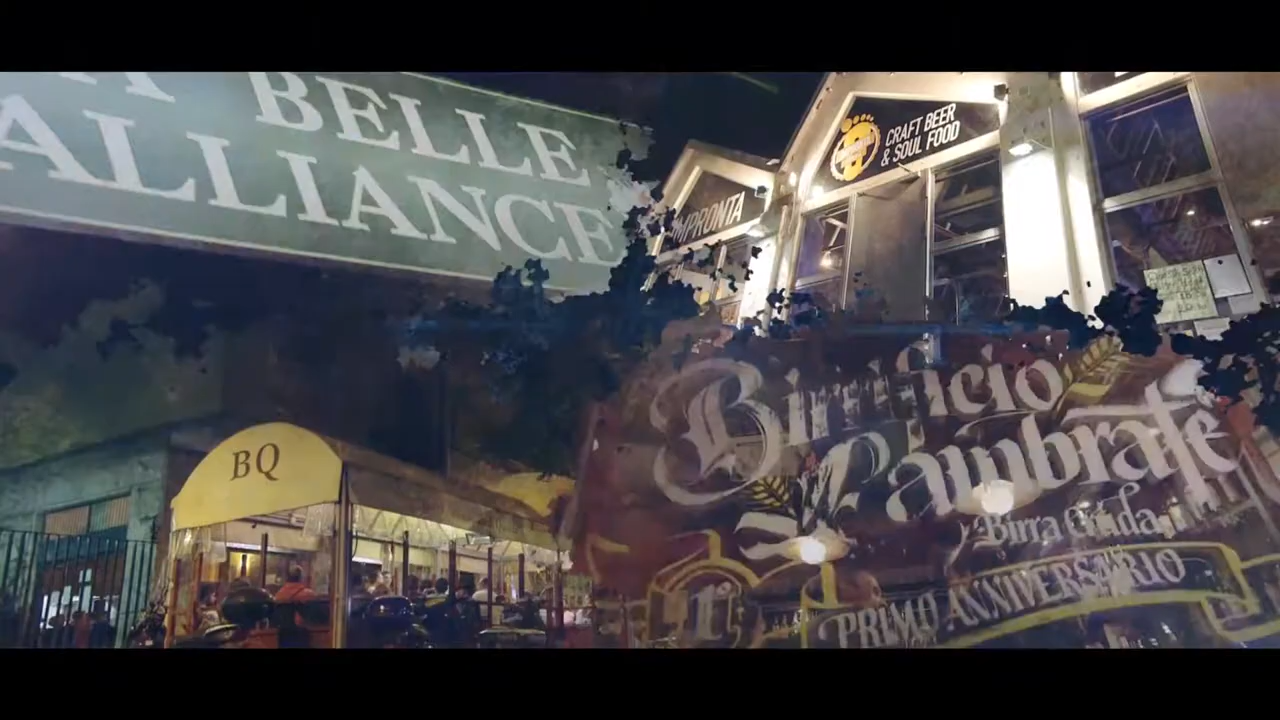 BELLE
ALLIANCE
CRAFT BEER
& SOUL FOOD
IMPRONTA
BQ
Birrificio
Lambrate
Birra Cruda
1°
PRIMO ANNIVERSARIO